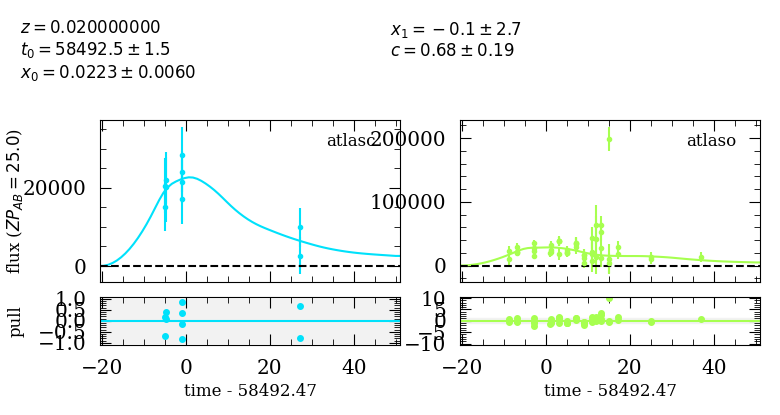 z = 0.020000000
t₀ = 58492.5 ± 1.5
x₀ = 0.0223 ± 0.0060
x₁ = −0.1 ± 2.7
c = 0.68 ± 0.19
flux (ZP_AB = 25.0)
20000
0
atlasc
200000
100000
0
atlaso
pull
1.0
0.5
0.0
−0.5
−1.0
10
5
0
−5
−10
−20 0 20 40
−20 0 20 40
time - 58492.47
time - 58492.47